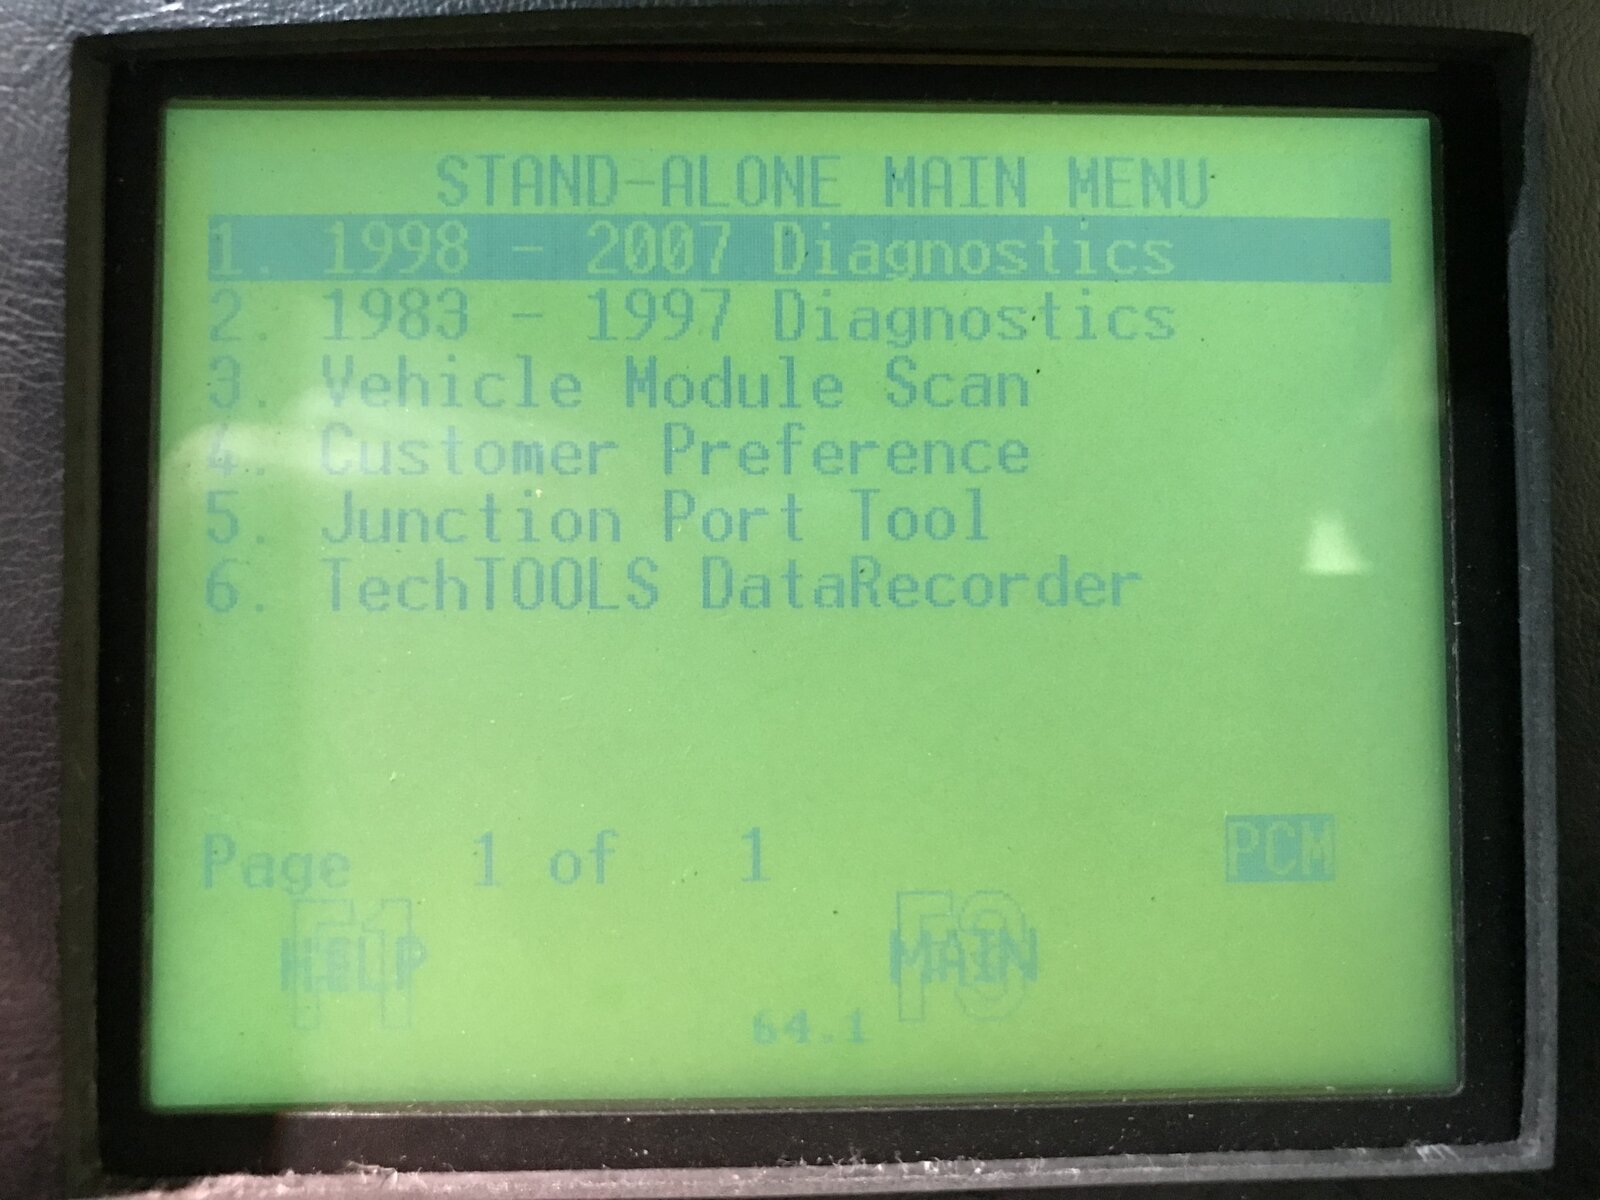 STAND-ALONE MAIN MENU
1. 1998 - 2007 Diagnostics
2. 1983 - 1997 Diagnostics
3. Vehicle Module Scan
4. Customer Preference
5. Junction Port Tool
6. TechTOOLS DataRecorder
Page 1 of 1 PCM
F1 F3
HELP MAIN
64.1